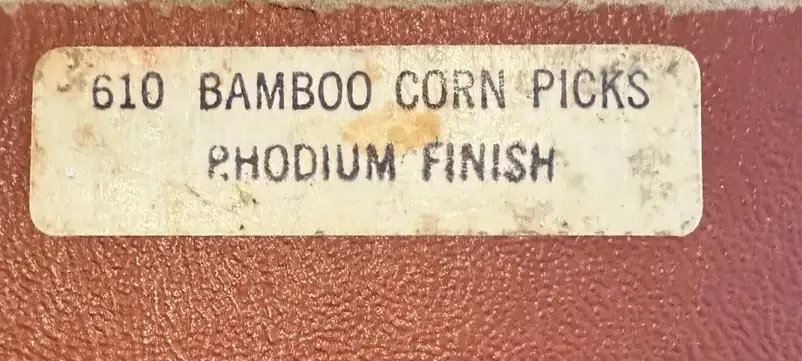 610 BAMBOO CORN PICKS
RHODIUM FINISH